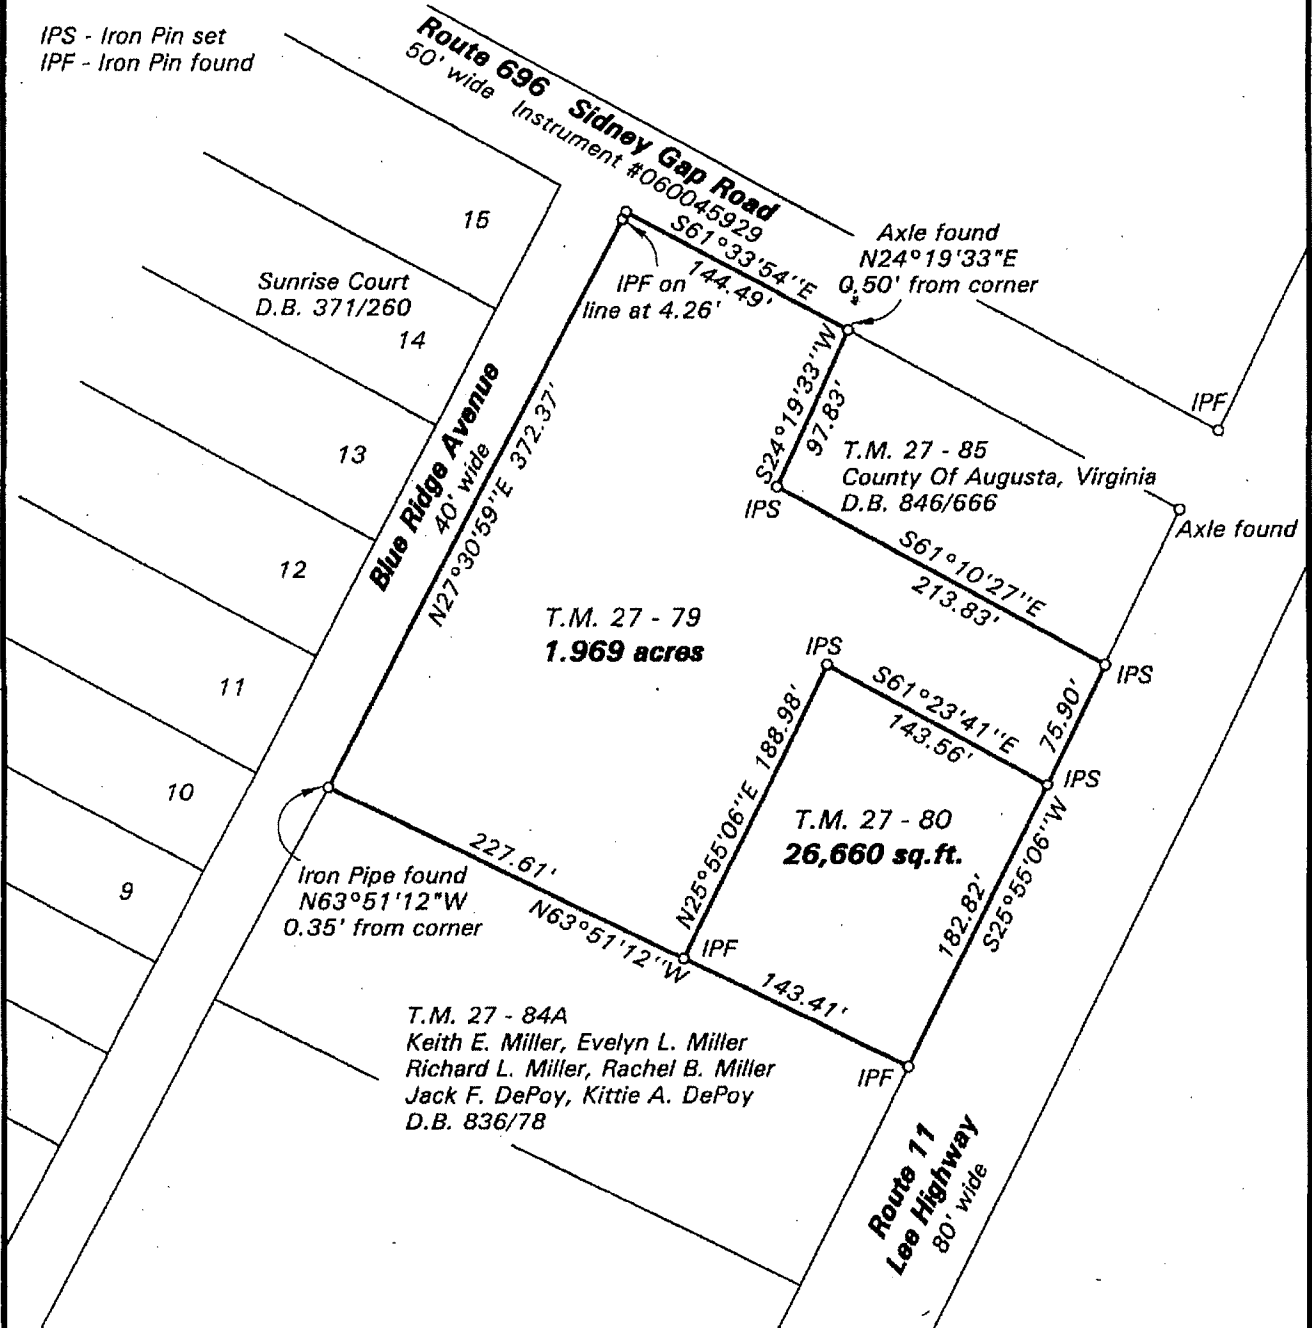 IPS - Iron Pin set
IPF - Iron Pin found
Route 696 Sidney Gap Road
50' wide Instrument #060045929
S61°33'54"E
144.49'
Axle found
N24°19'33"E
0.50' from corner
15
Sunrise Court
D.B. 371/260
14
IPF on
line at 4.26'
13
Blue Ridge Avenue
40' wide
N27°30'59"E 372.37'
S24°19'33"W
97.83'
IPF
T.M. 27 - 85
County Of Augusta, Virginia
D.B. 846/666
IPS
Axle found
12
S61°10'27"E
213.83'
T.M. 27 - 79
1.969 acres
IPS
IPS
11
S61°23'41"E
143.56'
75.90'
IPS
N25°55'06"E 188.98'
10
T.M. 27 - 80
26,660 sq.ft.
227.61'
N63°51'12"W
Iron Pipe found
N63°51'12"W
0.35' from corner
9
182.82'
S25°55'06"W
IPF
143.41'
T.M. 27 - 84A
Keith E. Miller, Evelyn L. Miller
Richard L. Miller, Rachel B. Miller
Jack F. DePoy, Kittie A. DePoy
D.B. 836/78
IPF
Route 11
Lee Highway
80' wide